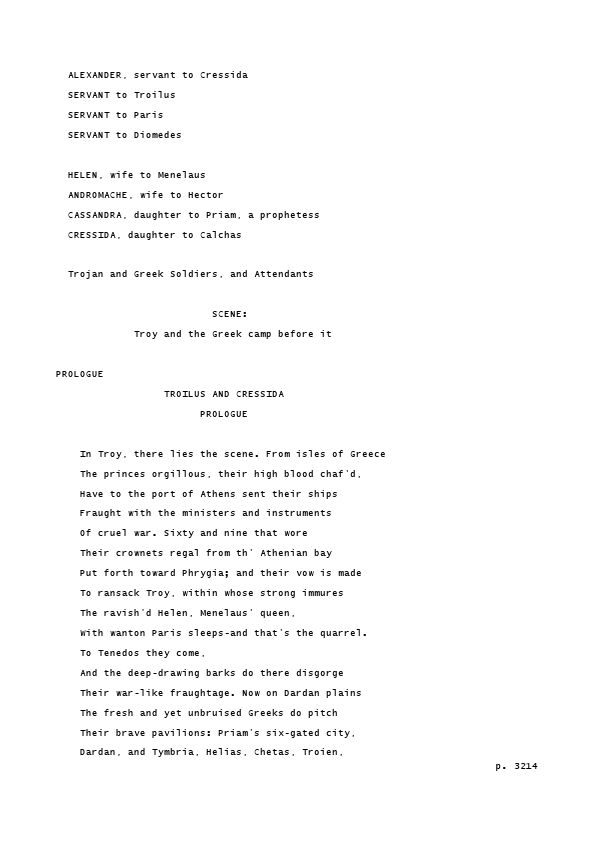 ALEXANDER, servant to Cressida
SERVANT to Troilus
SERVANT to Paris
SERVANT to Diomedes
HELEN, wife to Menelaus
ANDROMACHE, wife to Hector
CASSANDRA, daughter to Priam, a prophetess
CRESSIDA, daughter to Calchas
Trojan and Greek Soldiers, and Attendants
SCENE:
Troy and the Greek camp before it
PROLOGUE
TROILUS AND CRESSIDA
PROLOGUE
In Troy, there lies the scene. From isles of Greece
The princes orgillous, their high blood chaf'd,
Have to the port of Athens sent their ships
Fraught with the ministers and instruments
Of cruel war. Sixty and nine that wore
Their crownets regal from th' Athenian bay
Put forth toward Phrygia; and their vow is made
To ransack Troy, within whose strong immures
The ravish'd Helen, Menelaus' queen,
With wanton Paris sleeps-and that's the quarrel.
To Tenedos they come,
And the deep-drawing barks do there disgorge
Their war-like fraughtage. Now on Dardan plains
The fresh and yet unbruised Greeks do pitch
Their brave pavilions: Priam's six-gated city,
Dardan, and Tymbria, Helias, Chetas, Troien,
p. 3214